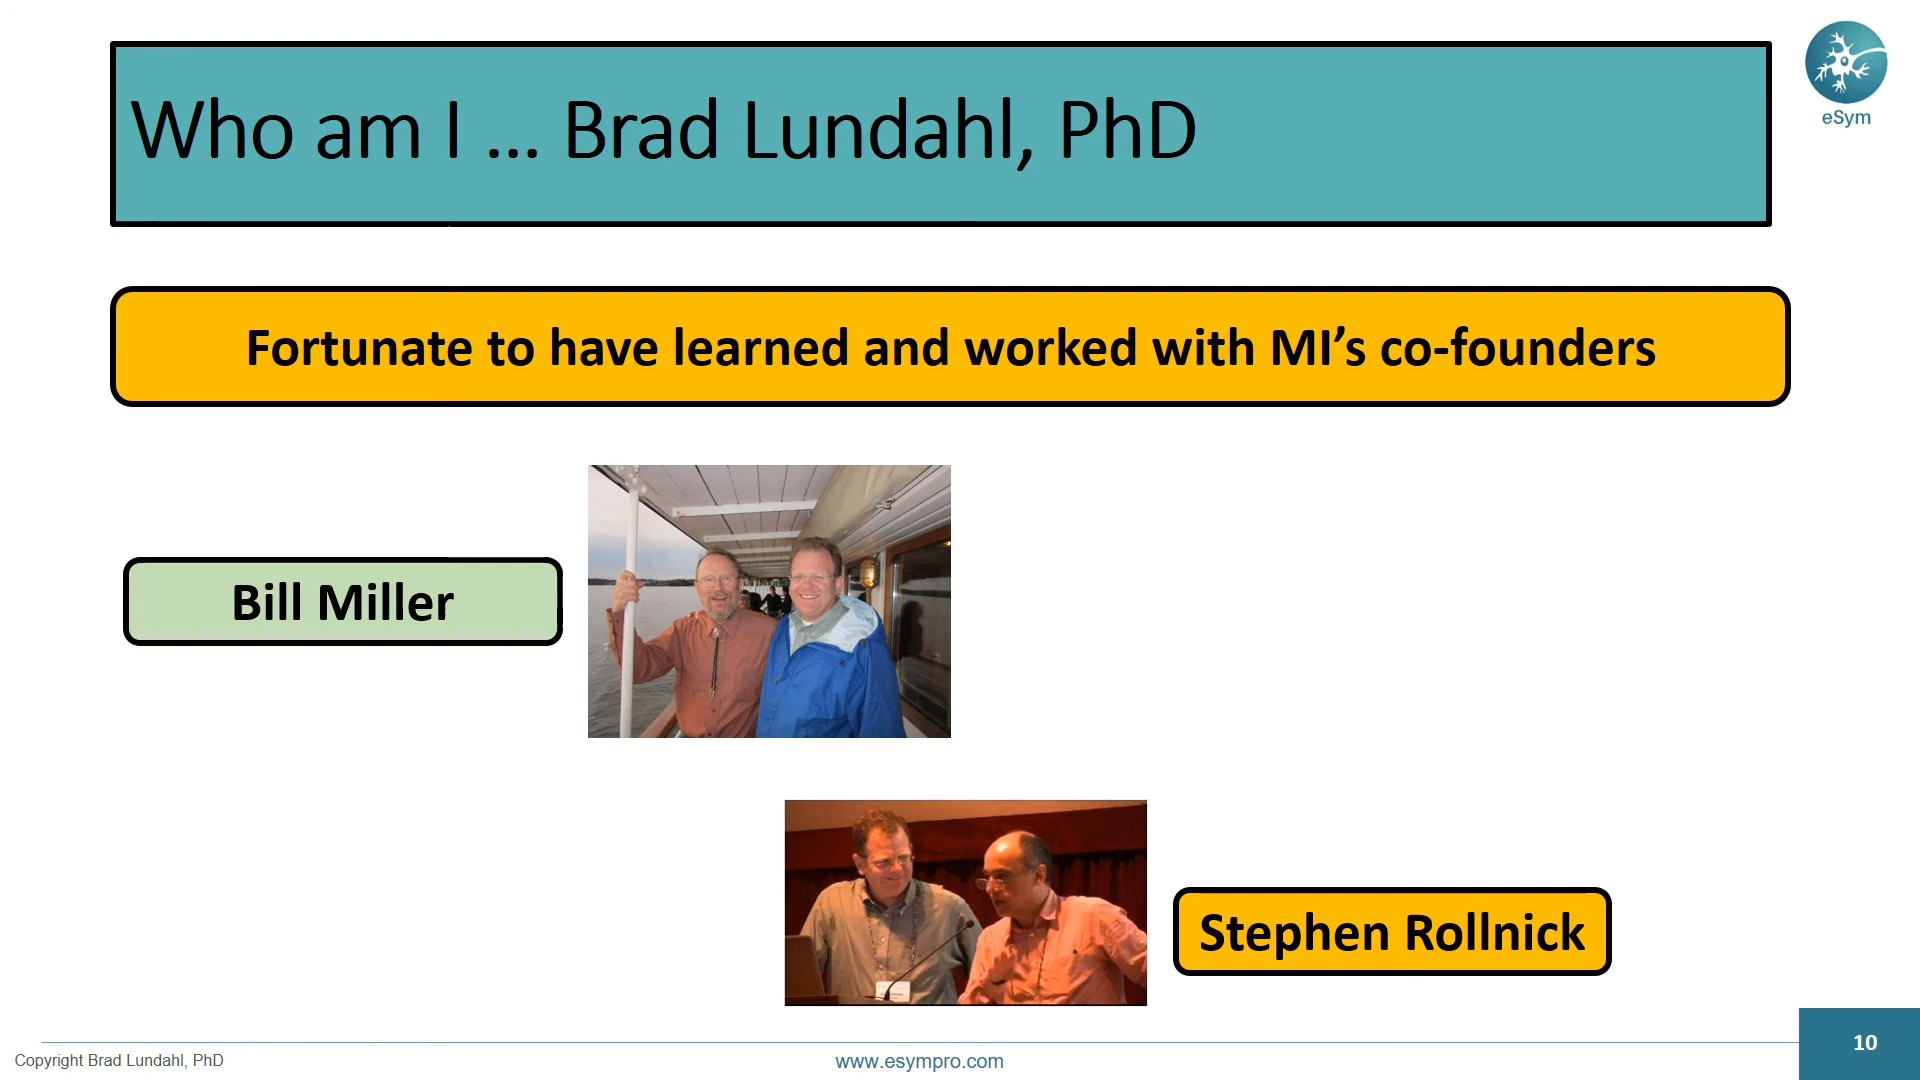 Who am I ... Brad Lundahl, PhD
eSym
Fortunate to have learned and worked with MI’s co-founders
Bill Miller
Stephen Rollnick
Copyright Brad Lundahl, PhD
www.esympro.com
10